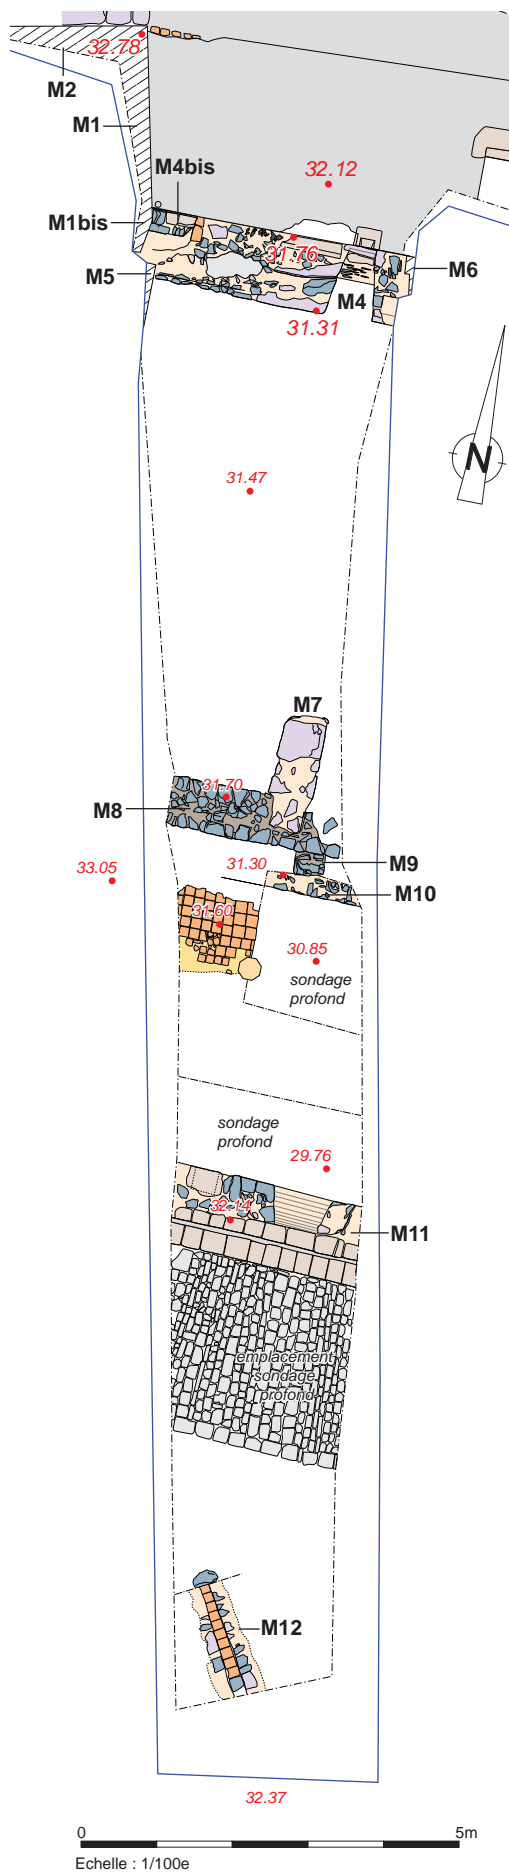 32.78
M2
M1
M4bis
32.12
M1bis
31.76
M5
M6
M4
31.31
N
31.47
M7
31.70
M8
M9
33.05
31.30
M10
31.60
30.85
sondage
profond
sondage
profond
29.76
32.14
M11
emplacement
sondage
profond
M12
32.37
0
5m
Echelle : 1/100e